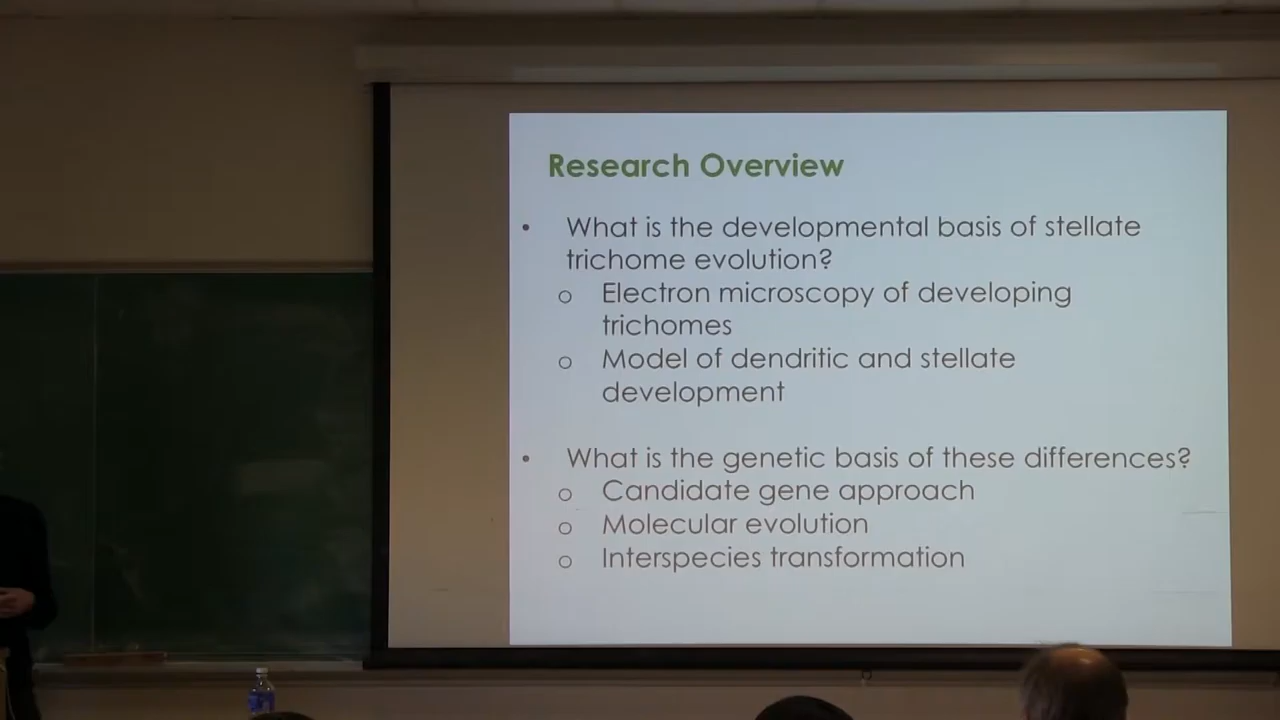 Research Overview
• What is the developmental basis of stellate
trichome evolution?
o Electron microscopy of developing
trichomes
o Model of dendritic and stellate
development
• What is the genetic basis of these differences?
o Candidate gene approach
o Molecular evolution
o Interspecies transformation